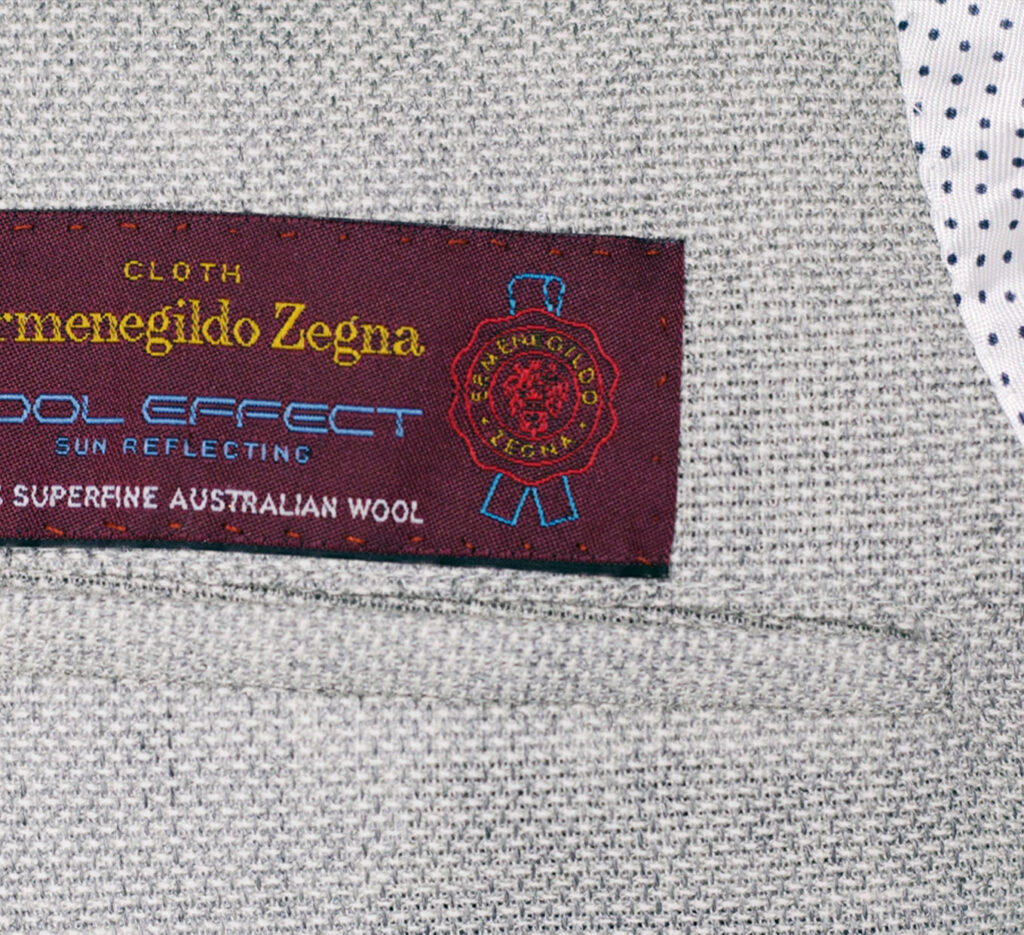 CLOTH
rmenegildo Zegna
OOL EFFECT
SUN REFLECTING
SUPERFINE AUSTRALIAN WOOL
ERMENEGILDO
• ZEGNA •